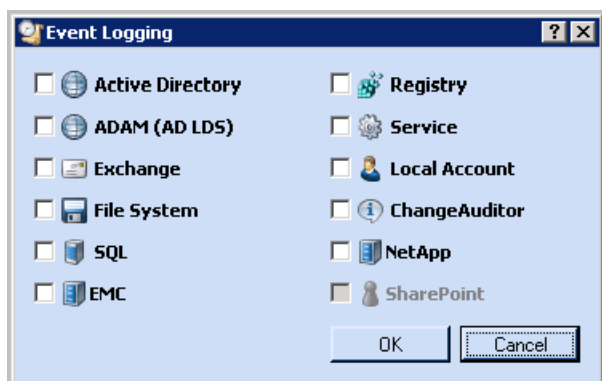 Event Logging
Active Directory
Registry
ADAM (AD LDS)
Service
Exchange
Local Account
File System
ChangeAuditor
SQL
NetApp
EMC
SharePoint
OK
Cancel